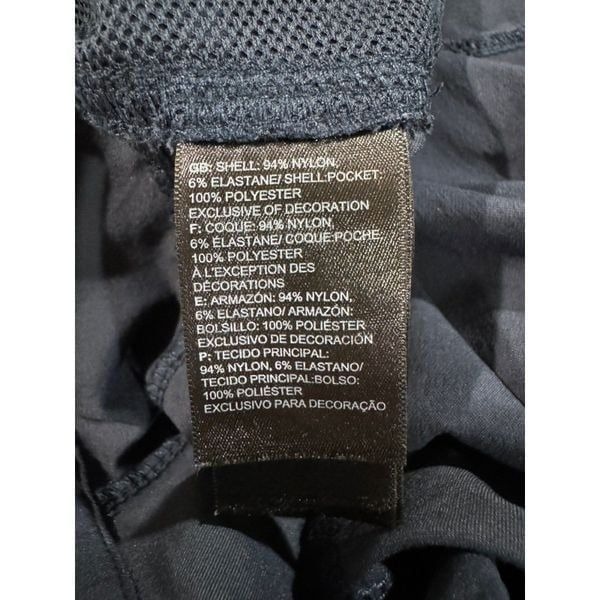 GB: SHELL: 94% NYLON,
6% ELASTANE/ SHELL:POCKET:
100% POLYESTER
EXCLUSIVE OF DECORATION
F: COQUE: 94% NYLON,
6% ÉLASTANE/ COQUE:POCHE:
100% POLYESTER
À L'EXCEPTION DES
DÉCORATIONS
E: ARMAZÓN: 94% NYLON,
6% ELASTANO/ ARMAZÓN:
BOLSILLO: 100% POLIÉSTER
EXCLUSIVO DE DECORACIÓN
P: TECIDO PRINCIPAL:
94% NYLON, 6% ELASTANO/
TECIDO PRINCIPAL:BOLSO:
100% POLIÉSTER
EXCLUSIVO PARA DECORAÇÃO